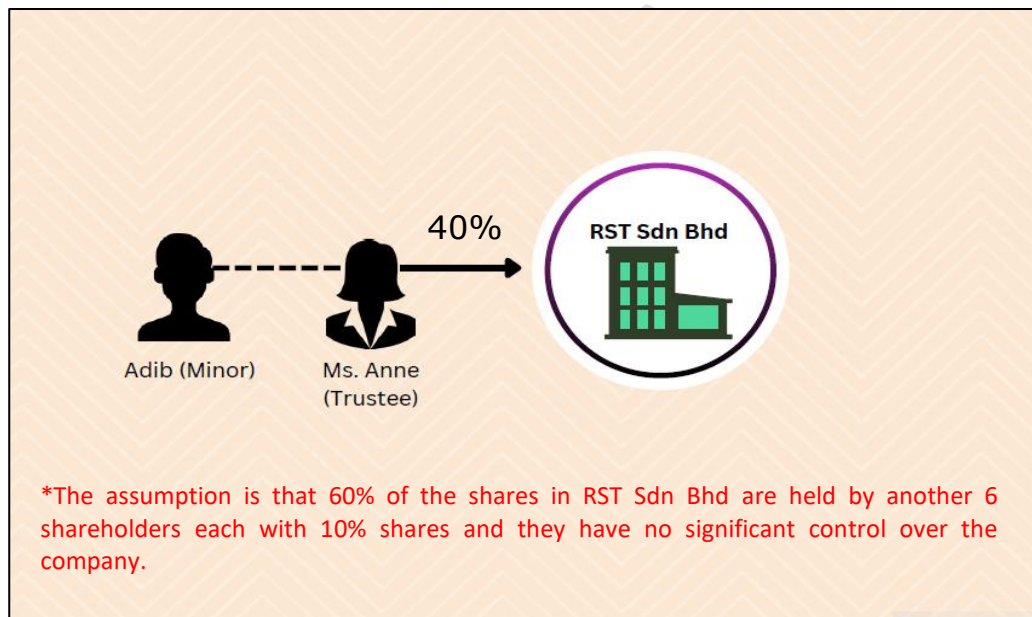 40%
RST Sdn Bhd
Adib (Minor)
Ms. Anne
(Trustee)
*The assumption is that 60% of the shares in RST Sdn Bhd are held by another 6
shareholders each with 10% shares and they have no significant control over the
company.